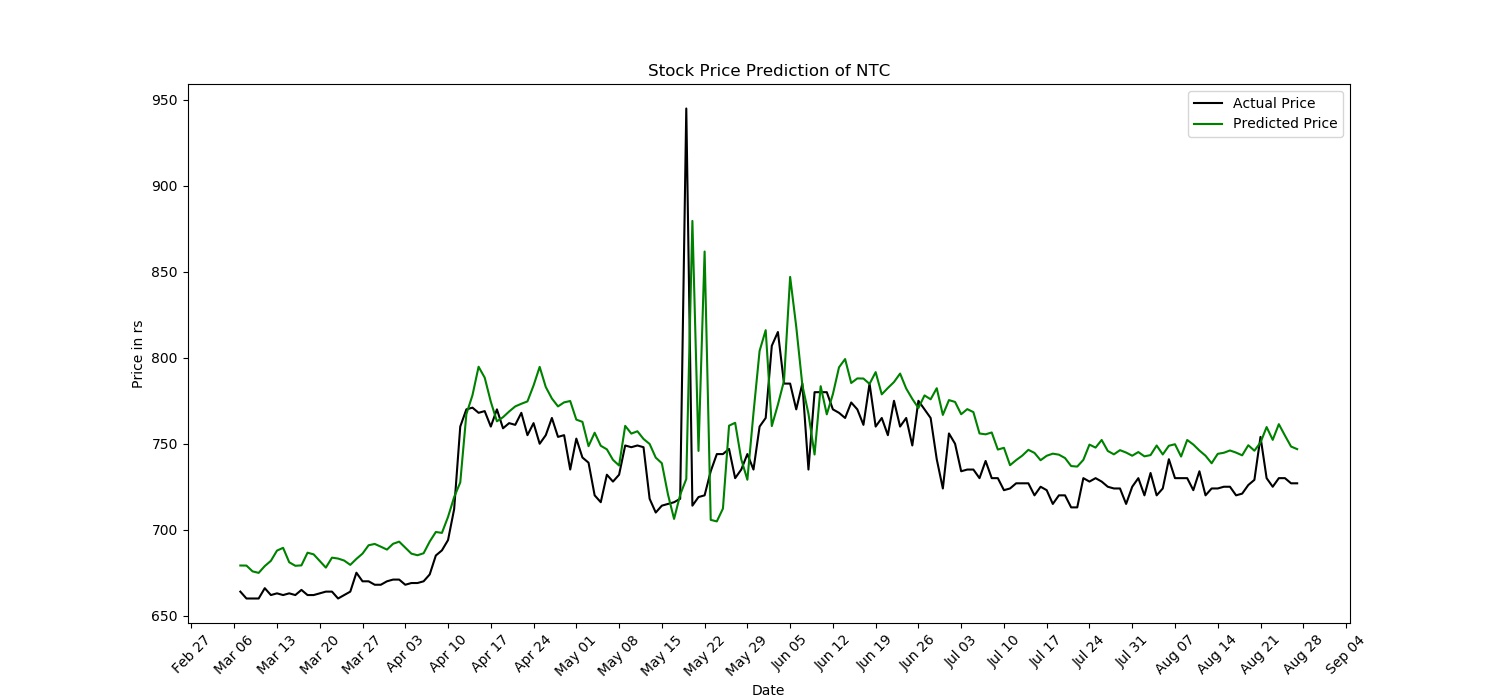 Stock Price Prediction of NTC
Actual Price
Predicted Price
Price in rs
950
900
850
800
750
700
650
Feb 27
Mar 06
Mar 13
Mar 20
Mar 27
Apr 03
Apr 10
Apr 17
Apr 24
May 01
May 08
May 15
May 22
May 29
Jun 05
Jun 12
Jun 19
Jun 26
Jul 03
Jul 10
Jul 17
Jul 24
Jul 31
Aug 07
Aug 14
Aug 21
Aug 28
Sep 04
Date